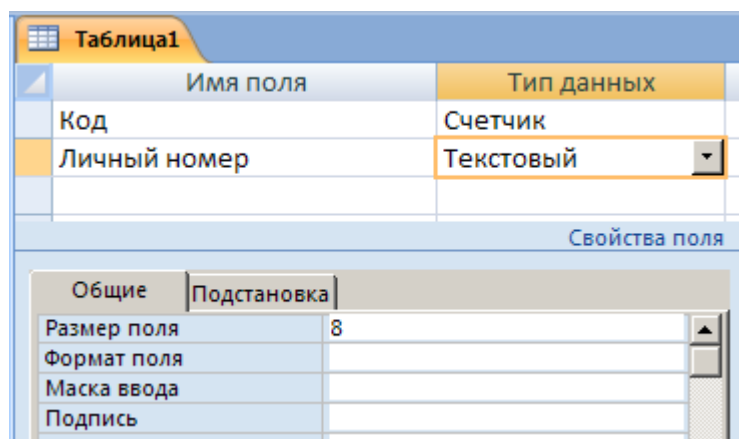 Таблица1
Имя поля Тип данных
Код Счетчик
Личный номер Текстовый
Свойства поля
Общие Подстановка
Размер поля 8
Формат поля
Маска ввода
Подпись